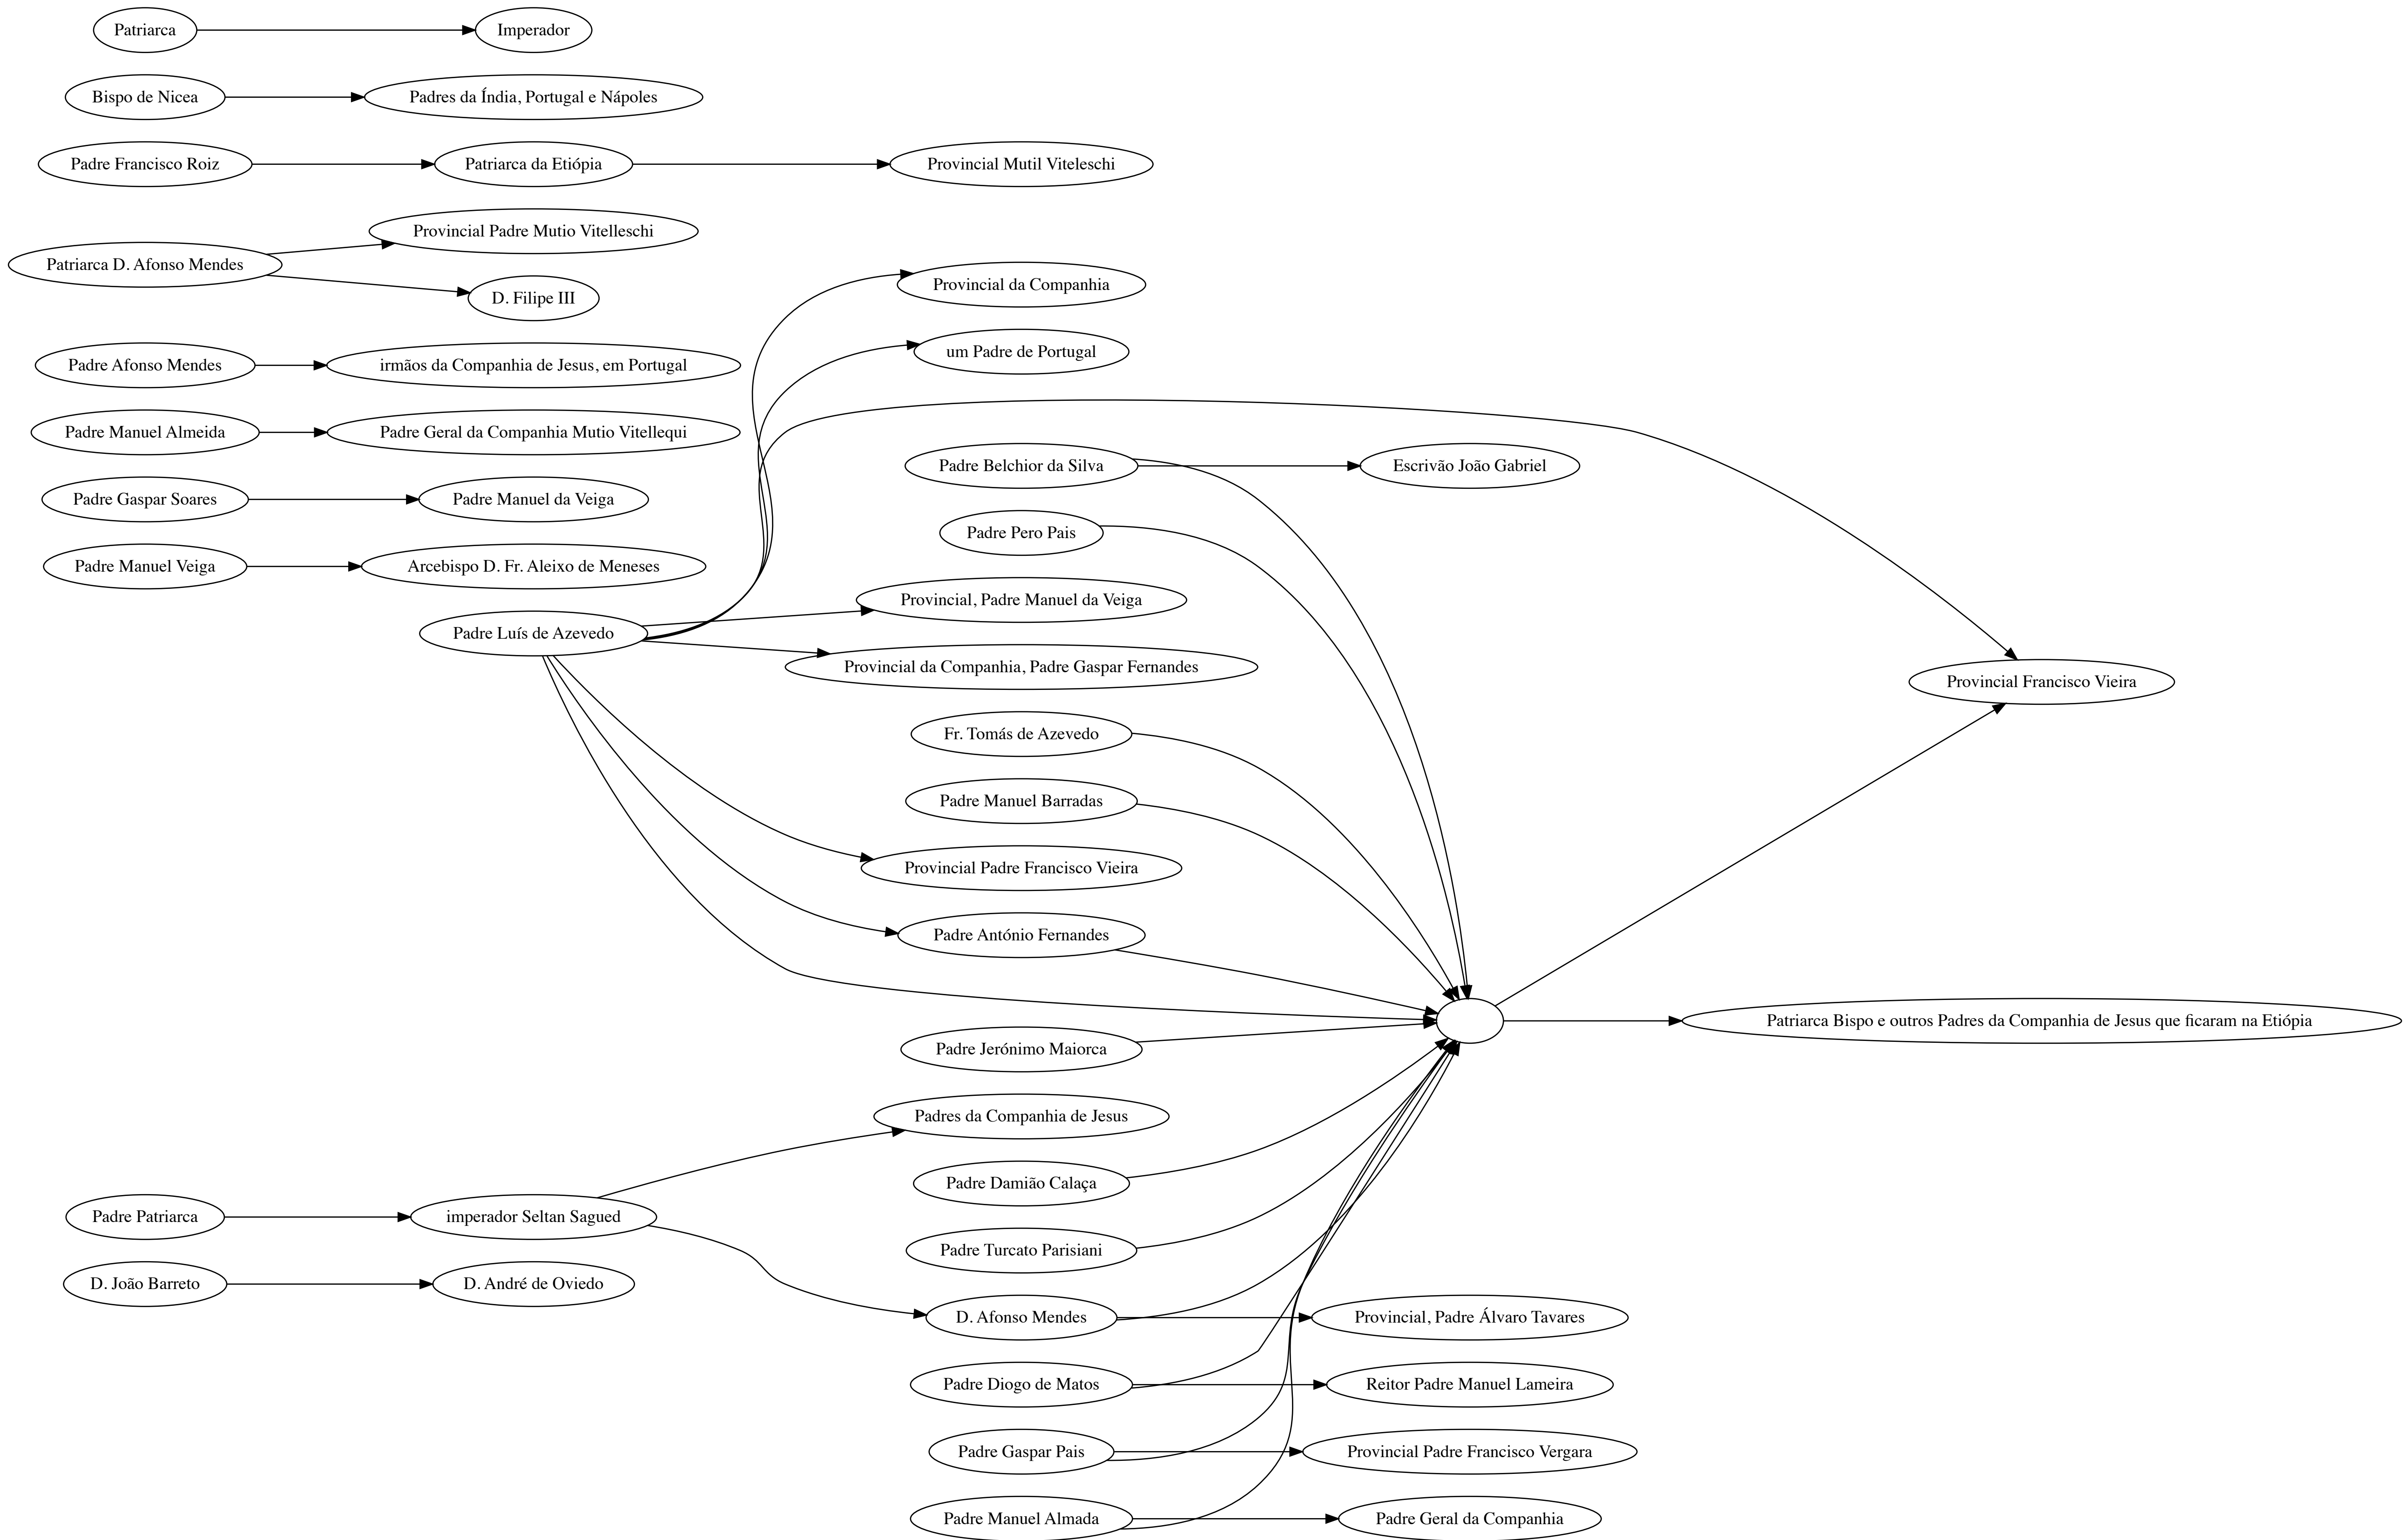 Patriarca
Imperador
Bispo de Nicea
Padres da Índia, Portugal e Nápoles
Padre Francisco Roiz
Patriarca da Etiópia
Provincial Mutil Viteleschi
Patriarca D. Afonso Mendes
Provincial Padre Mutio Vitelleschi
D. Filipe III
Provincial da Companhia
um Padre de Portugal
Padre Afonso Mendes
irmãos da Companhia de Jesus, em Portugal
Padre Manuel Almeida
Padre Geral da Companhia Mutio Vitellequi
Padre Belchior da Silva
Escrivão João Gabriel
Padre Gaspar Soares
Padre Manuel da Veiga
Padre Pero Pais
Padre Manuel Veiga
Arcebispo D. Fr. Aleixo de Meneses
Provincial, Padre Manuel da Veiga
Padre Luís de Azevedo
Provincial da Companhia, Padre Gaspar Fernandes
Provincial Francisco Vieira
Fr. Tomás de Azevedo
Padre Manuel Barradas
Provincial Padre Francisco Vieira
Padre António Fernandes
Patriarca Bispo e outros Padres da Companhia de Jesus que ficaram na Etiópia
Padre Jerónimo Maiorca
Padres da Companhia de Jesus
Padre Damião Calaça
Padre Patriarca
imperador Seltan Sagued
Padre Turcato Parisiani
D. João Barreto
D. André de Oviedo
D. Afonso Mendes
Provincial, Padre Álvaro Tavares
Padre Diogo de Matos
Reitor Padre Manuel Lameira
Padre Gaspar Pais
Provincial Padre Francisco Vergara
Padre Manuel Almada
Padre Geral da Companhia